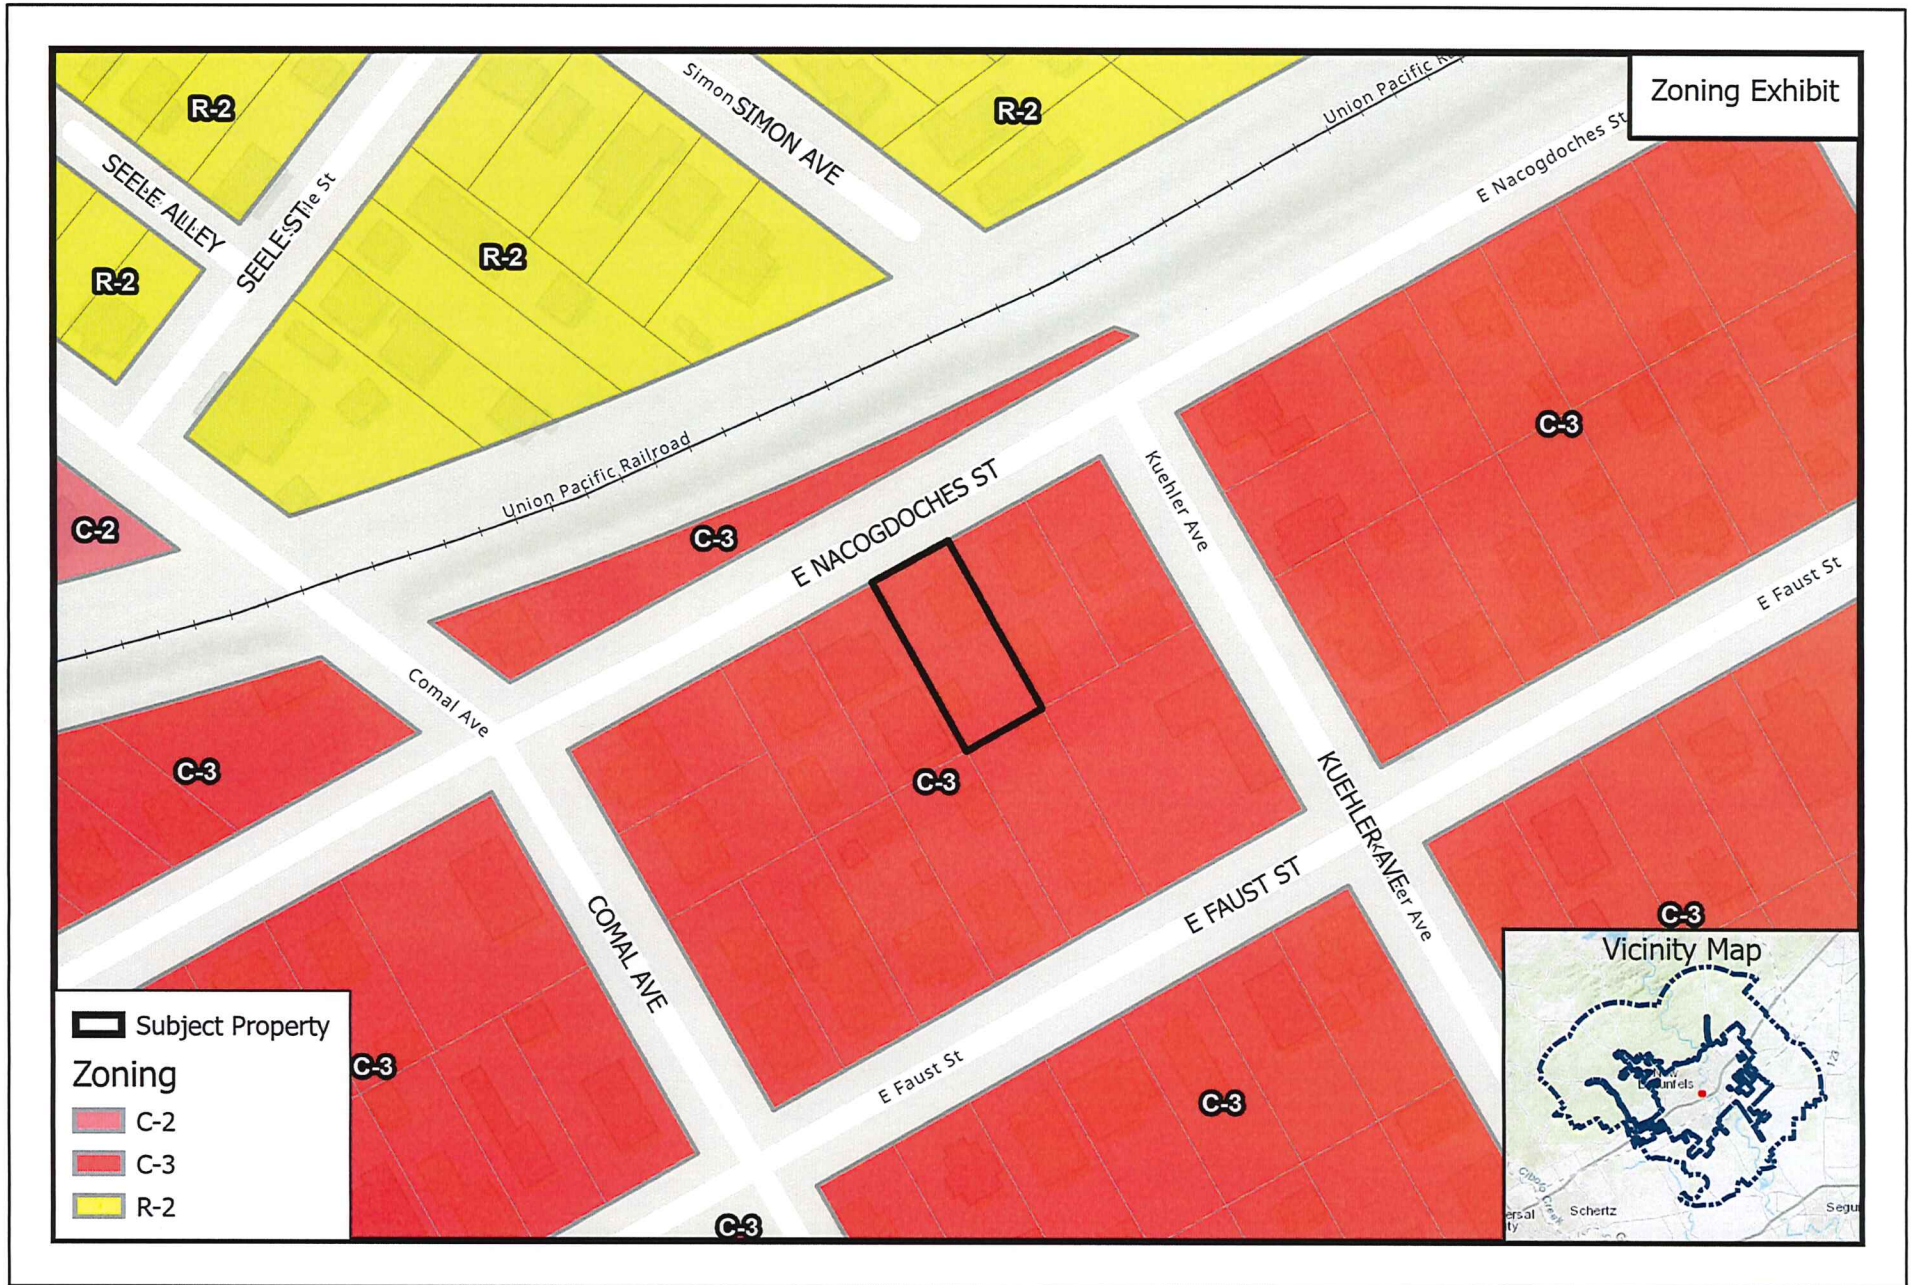 Zoning Exhibit
R-2
R-2
R-2
R-2
Simon
SIMON AVE
SEELE ALLEY
SEELE ST
Union Pacific
E Nacogdoches St
Union Pacific Railroad
C-2
C-3
E NACOGDOCHES ST
Kuehler Ave
C-3
E Faust St
Comal Ave
C-3
C-3
KUEHLER AVE
E FAUST ST
COMAL AVE
E Faust St
C-3
C-3
C-3
C-3
Subject Property
Zoning
C-2
C-3
R-2
Vicinity Map
New
Schertz